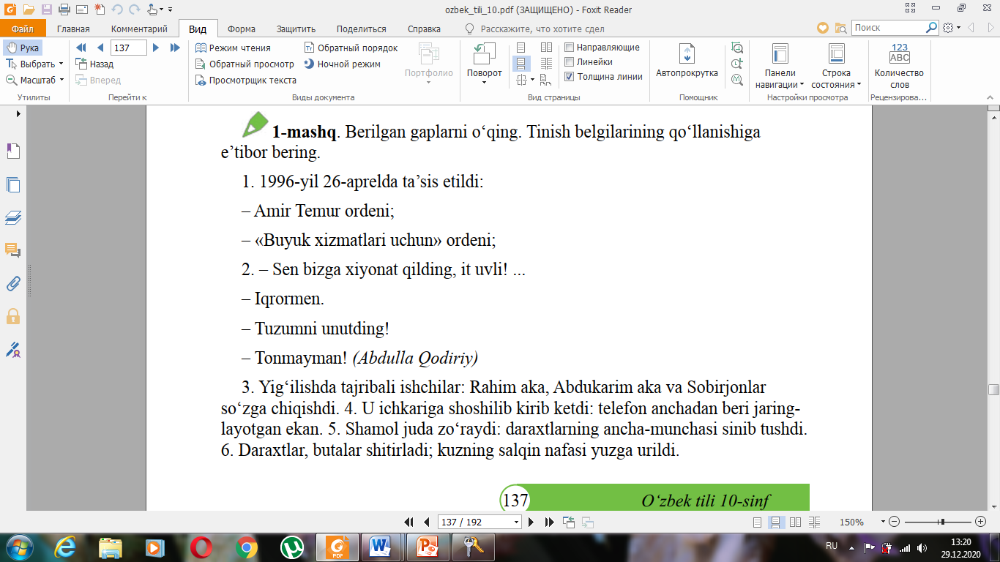 ozbek_tili_10.pdf (ЗАЩИЩЕНО) - Foxit Reader
Файл Главная Комментарий Вид Форма Защитить Поделиться Справка Расскажите, что хотите сдел Поиск
Рука 137 Режим чтения Обратный порядок Направляющие 123
Выбрать Назад Обратный просмотр Ночной режим Портфолио Поворот Линейки Автопрокрутка Панели Строка Количество
Масштаб Вперед Просмотрщик текста Толщина линии навигации состояния слов
Утилиты Перейти к Виды документа Вид страницы Помощник Настройки просмотра Рецензирова...
1-mashq. Berilgan gaplarni o‘qing. Tinish belgilarining qo‘llanishiga
e’tibor bering.
1. 1996-yil 26-aprelda ta’sis etildi:
– Amir Temur ordeni;
– «Buyuk xizmatlari uchun» ordeni;
2. – Sen bizga xiyonat qilding, it uvli! ...
– Iqrormen.
– Tuzumni unutding!
– Tonmayman! (Abdulla Qodiriy)
3. Yig‘ilishda tajribali ishchilar: Rahim aka, Abdukarim aka va Sobirjonlar
so‘zga chiqishdi. 4. U ichkariga shoshilib kirib ketdi: telefon anchadan beri jaring-
layotgan ekan. 5. Shamol juda zo‘raydi: daraxtlarning ancha-munchasi sinib tushdi.
6. Daraxtlar, butalar shitirladi; kuzning salqin nafasi yuzga urildi.
137 O‘zbek tili 10-sinf
137 / 192 150%
RU 13:20
29.12.2020